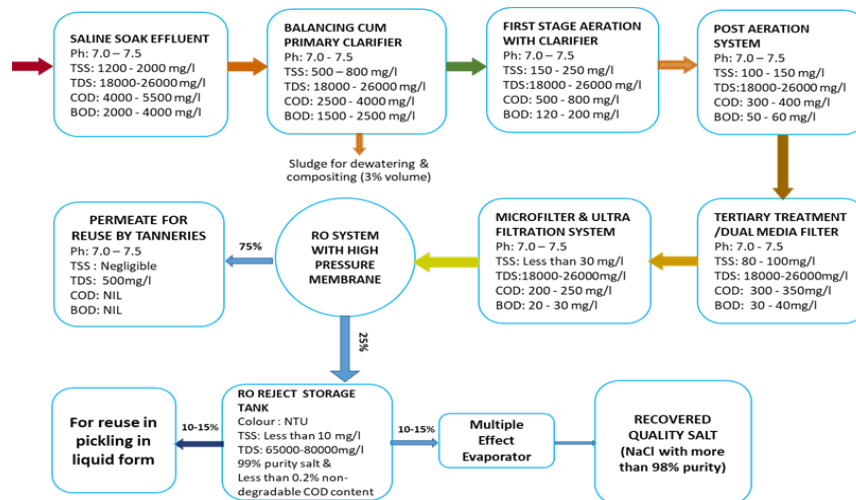 SALINE SOAK EFFLUENT
Ph: 7.0 – 7.5
TSS: 1200 - 2000 mg/l
TDS: 18000-26000 mg/l
COD: 4000 - 5500 mg/l
BOD: 2000 - 4000 mg/l
BALANCING CUM
PRIMARY CLARIFIER
Ph: 7.0 - 7.5
TSS: 500 – 800 mg/l
TDS: 18000 - 26000 mg/l
COD: 2500 - 4000 mg/l
BOD: 1500 - 2500 mg/l
Sludge for dewatering &
compositing (3% volume)
FIRST STAGE AERATION
WITH CLARIFIER
Ph: 7.0 - 7.5
TSS: 150 - 250 mg/l
TDS:18000 - 26000 mg/l
COD: 500 - 800 mg/l
BOD: 120 - 200 mg/l
POST AERATION
SYSTEM
Ph: 7.0 – 7.5
TSS: 100 - 150 mg/l
TDS:18000-26000 mg/l
COD: 300 - 400 mg/l
BOD: 50 - 60 mg/l
TERTIARY TREATMENT
/DUAL MEDIA FILTER
Ph: 7.0 - 7.5
TSS: 80 - 100mg/l
TDS: 18000-26000mg/l
COD: 300 - 350mg/l
BOD: 30 - 40mg/l
MICROFILTER & ULTRA
FILTRATION SYSTEM
Ph: 7.0 - 7.5
TSS: Less than 30 mg/l
TDS:18000-26000mg/l
COD: 200 - 250 mg/l
BOD: 20 - 30 mg/l
RO SYSTEM
WITH HIGH
PRESSURE
MEMBRANE
75%
PERMEATE FOR
REUSE BY TANNERIES
Ph: 7.0 – 7.5
TSS : Negligible
TDS: 500mg/l
COD: NIL
BOD: NIL
25%
RO REJECT STORAGE
TANK
Colour : NTU
TSS: Less than 10 mg/l
TDS: 65000-80000mg/l
99% purity salt &
Less than 0.2% non-
degradable COD content
10-15%
For reuse in
pickling in
liquid form
10-15%
Multiple
Effect
Evaporator
RECOVERED
QUALITY SALT
(NaCl with more
than 98% purity)